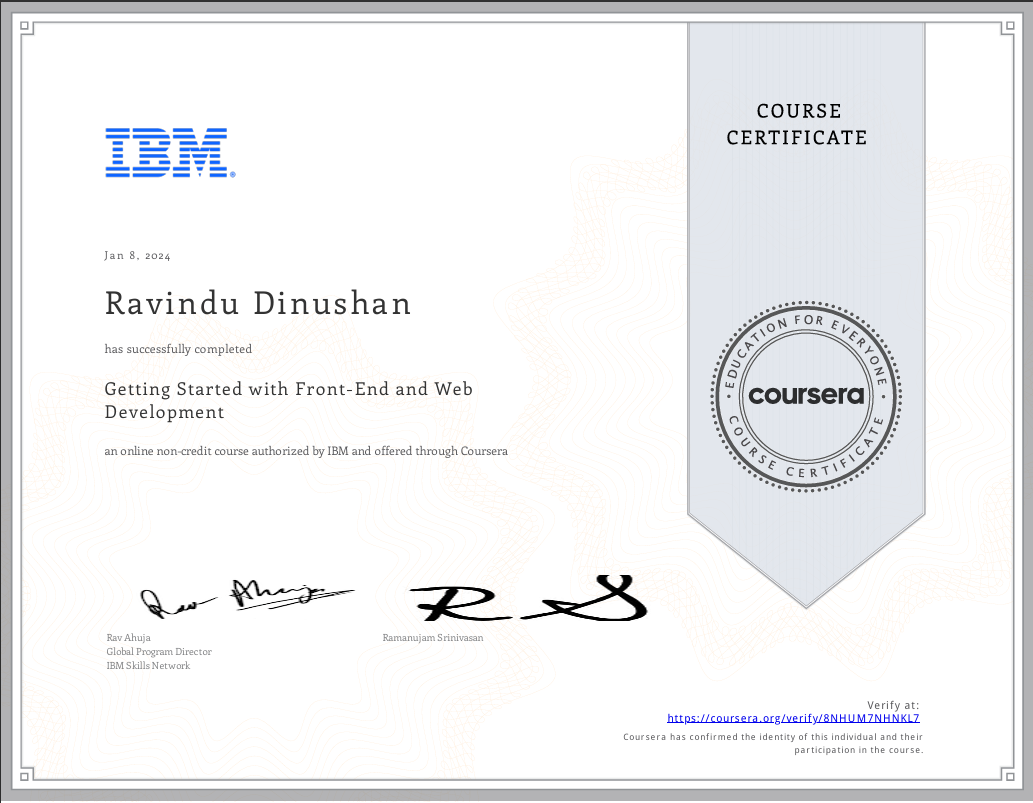 COURSE
CERTIFICATE
IBM®
Jan 8, 2024
Ravindu Dinushan
has successfully completed
Getting Started with Front-End and Web
Development
an online non-credit course authorized by IBM and offered through Coursera
EDUCATION FOR EVERYONE
coursera
COURSE CERTIFICATE
Rav Ahuja
Rav Ahuja
Global Program Director
IBM Skills Network
R S
Ramanujam Srinivasan
Verify at:
https://coursera.org/verify/8NHUM7NHNKL7
Coursera has confirmed the identity of this individual and their
participation in the course.